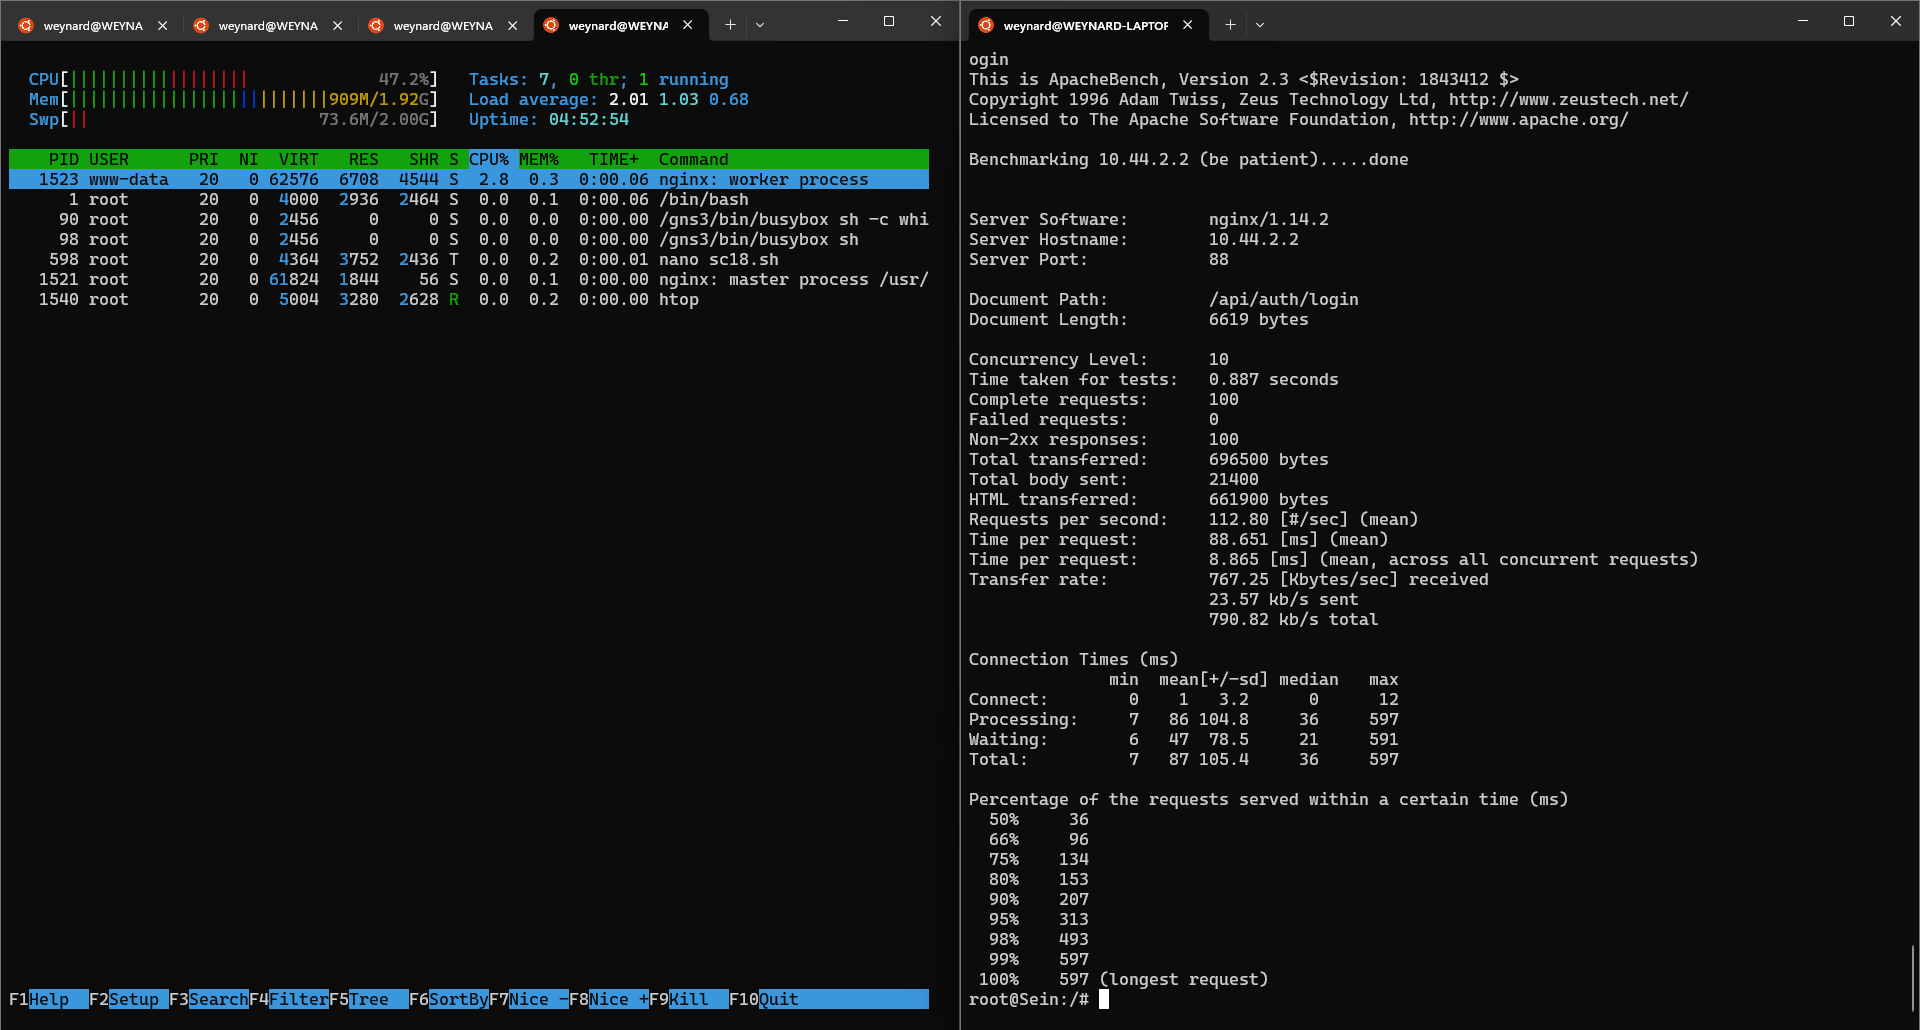 weynard@WEYNA
weynard@WEYNA
weynard@WEYNA
weynard@WEYNA
CPU[||||||||||||||||||            47.2%]   Tasks: 7, 0 thr; 1 running
Mem[||||||||||||||||||||||||||909M/1.92G]   Load average: 2.01 1.03 0.68
Swp[||                      73.6M/2.00G]   Uptime: 04:52:54
PID USER      PRI  NI  VIRT   RES   SHR S CPU% MEM%   TIME+  Command
1523 www-data   20   0 62576  6708  4544 S  2.8  0.3  0:00.06 nginx: worker process
1 root       20   0  4000  2936  2464 S  0.0  0.1  0:00.06 /bin/bash
90 root       20   0  2456     0     0 S  0.0  0.0  0:00.00 /gns3/bin/busybox sh -c whi
98 root       20   0  2456     0     0 S  0.0  0.0  0:00.00 /gns3/bin/busybox sh
598 root       20   0  4364  3752  2436 T  0.0  0.2  0:00.01 nano sc18.sh
1521 root       20   0 61824  1844    56 S  0.0  0.1  0:00.00 nginx: master process /usr/
1540 root       20   0  5004  3280  2628 R  0.0  0.2  0:00.00 htop
F1Help  F2Setup F3SearchF4FilterF5Tree  F6SortByF7Nice -F8Nice +F9Kill  F10Quit
weynard@WEYNARD-LAPTOP
ogin
This is ApacheBench, Version 2.3 <$Revision: 1843412 $>
Copyright 1996 Adam Twiss, Zeus Technology Ltd, http://www.zeustech.net/
Licensed to The Apache Software Foundation, http://www.apache.org/
Benchmarking 10.44.2.2 (be patient).....done
Server Software:        nginx/1.14.2
Server Hostname:        10.44.2.2
Server Port:            88
Document Path:          /api/auth/login
Document Length:        6619 bytes
Concurrency Level:      10
Time taken for tests:   0.887 seconds
Complete requests:      100
Failed requests:        0
Non-2xx responses:      100
Total transferred:      696500 bytes
Total body sent:        21400
HTML transferred:       661900 bytes
Requests per second:    112.80 [#/sec] (mean)
Time per request:       88.651 [ms] (mean)
Time per request:       8.865 [ms] (mean, across all concurrent requests)
Transfer rate:          767.25 [Kbytes/sec] received
23.57 kb/s sent
790.82 kb/s total
Connection Times (ms)
min  mean[+/-sd] median   max
Connect:        0    1   3.2      0      12
Processing:     7   86 104.8     36     597
Waiting:        6   47  78.5     21     591
Total:          7   87 105.4     36     597
Percentage of the requests served within a certain time (ms)
50%     36
66%     96
75%    134
80%    153
90%    207
95%    313
98%    493
99%    597
100%    597 (longest request)
root@Sein:/#